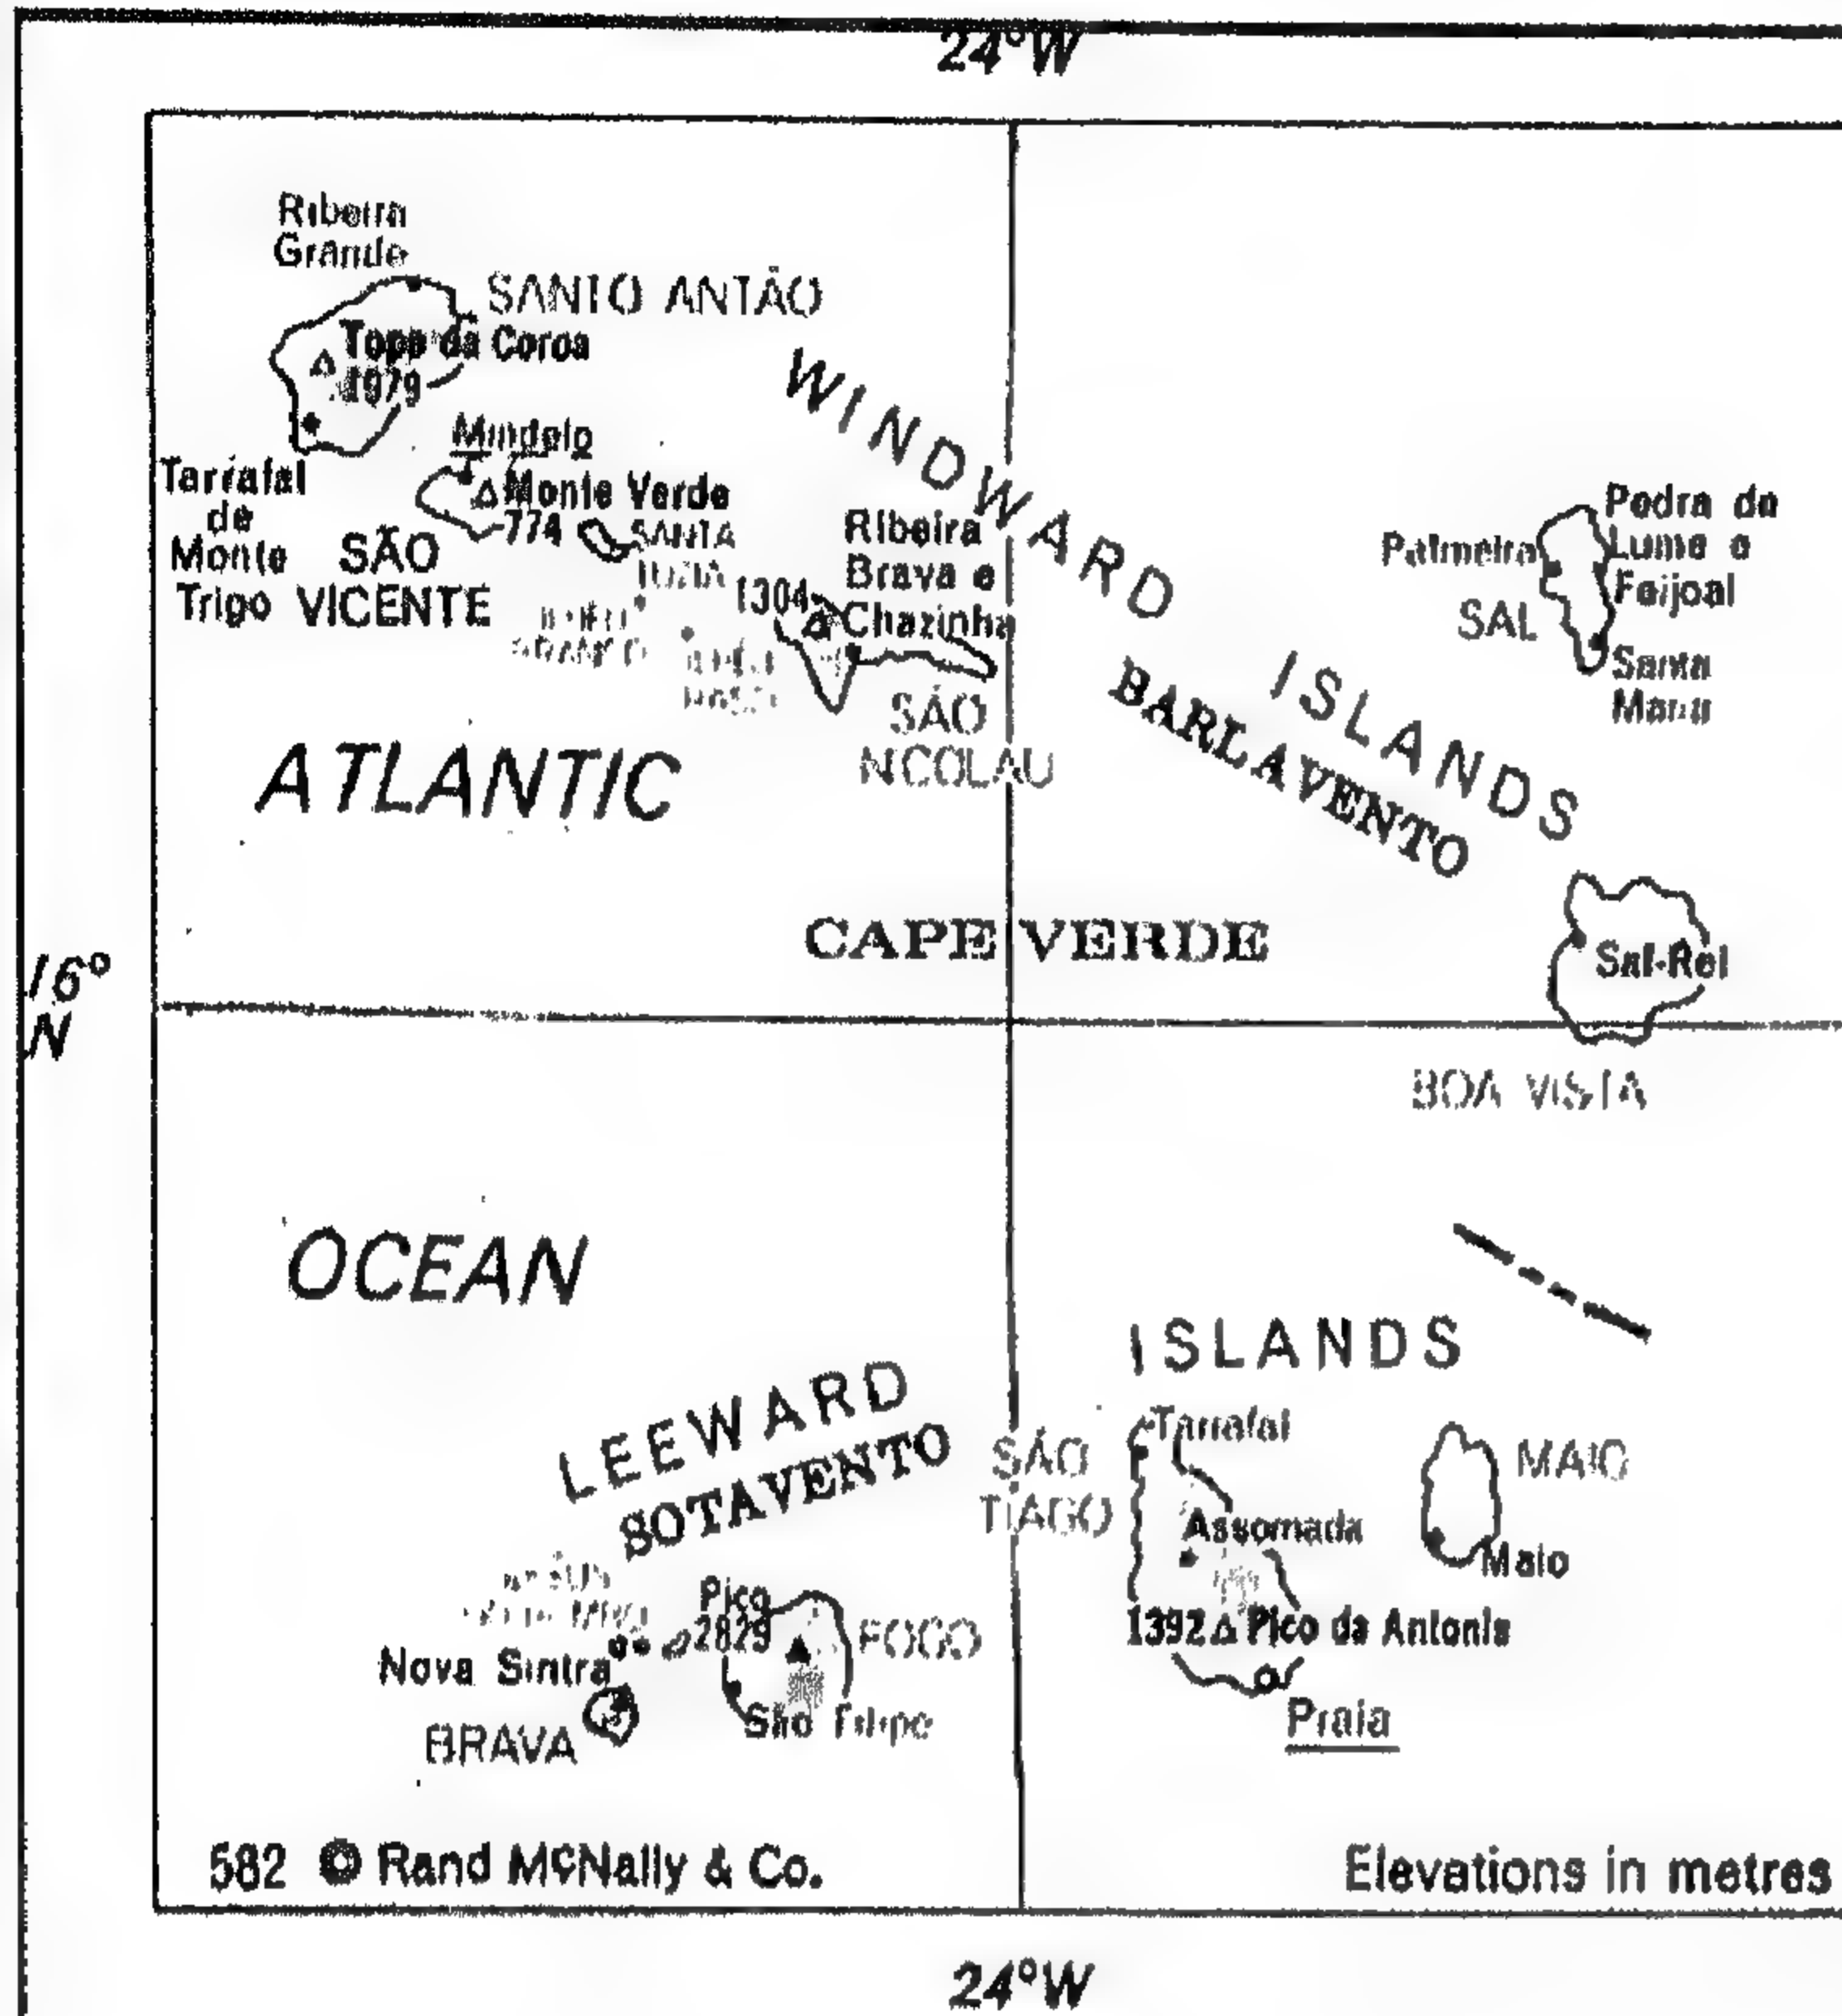 24°W
Ribeira
Grande
SANTO ANTÃO
Topa da Coroa
1979
Mindelo
Tarrafal
de
Monte
Trigo
SÃO
VICENTE
Monte Verde
774
SANTA
LUZIA
1304
Ribeira
Brava e
Chazinha
SÃO
NICOLAU
WINDWARD ISLANDS
BARLAVENTO
Palmeira
SAL
Pedra do
Lume e
Feijoal
Santa
Maria
ATLANTIC
CAPE VERDE
Sal-Rei
16°
N
BOA VISTA
OCEAN
LEEWARD ISLANDS
SOTAVENTO
SÃO
TIAGO
Tarrafal
MAIO
Assomada
Maio
Pico
2829
FOGO
1392
Pico da Antonia
Nova Sintra
São Filipe
BRAVA
Praia
582 © Rand McNally & Co.
Elevations in metres
24°W